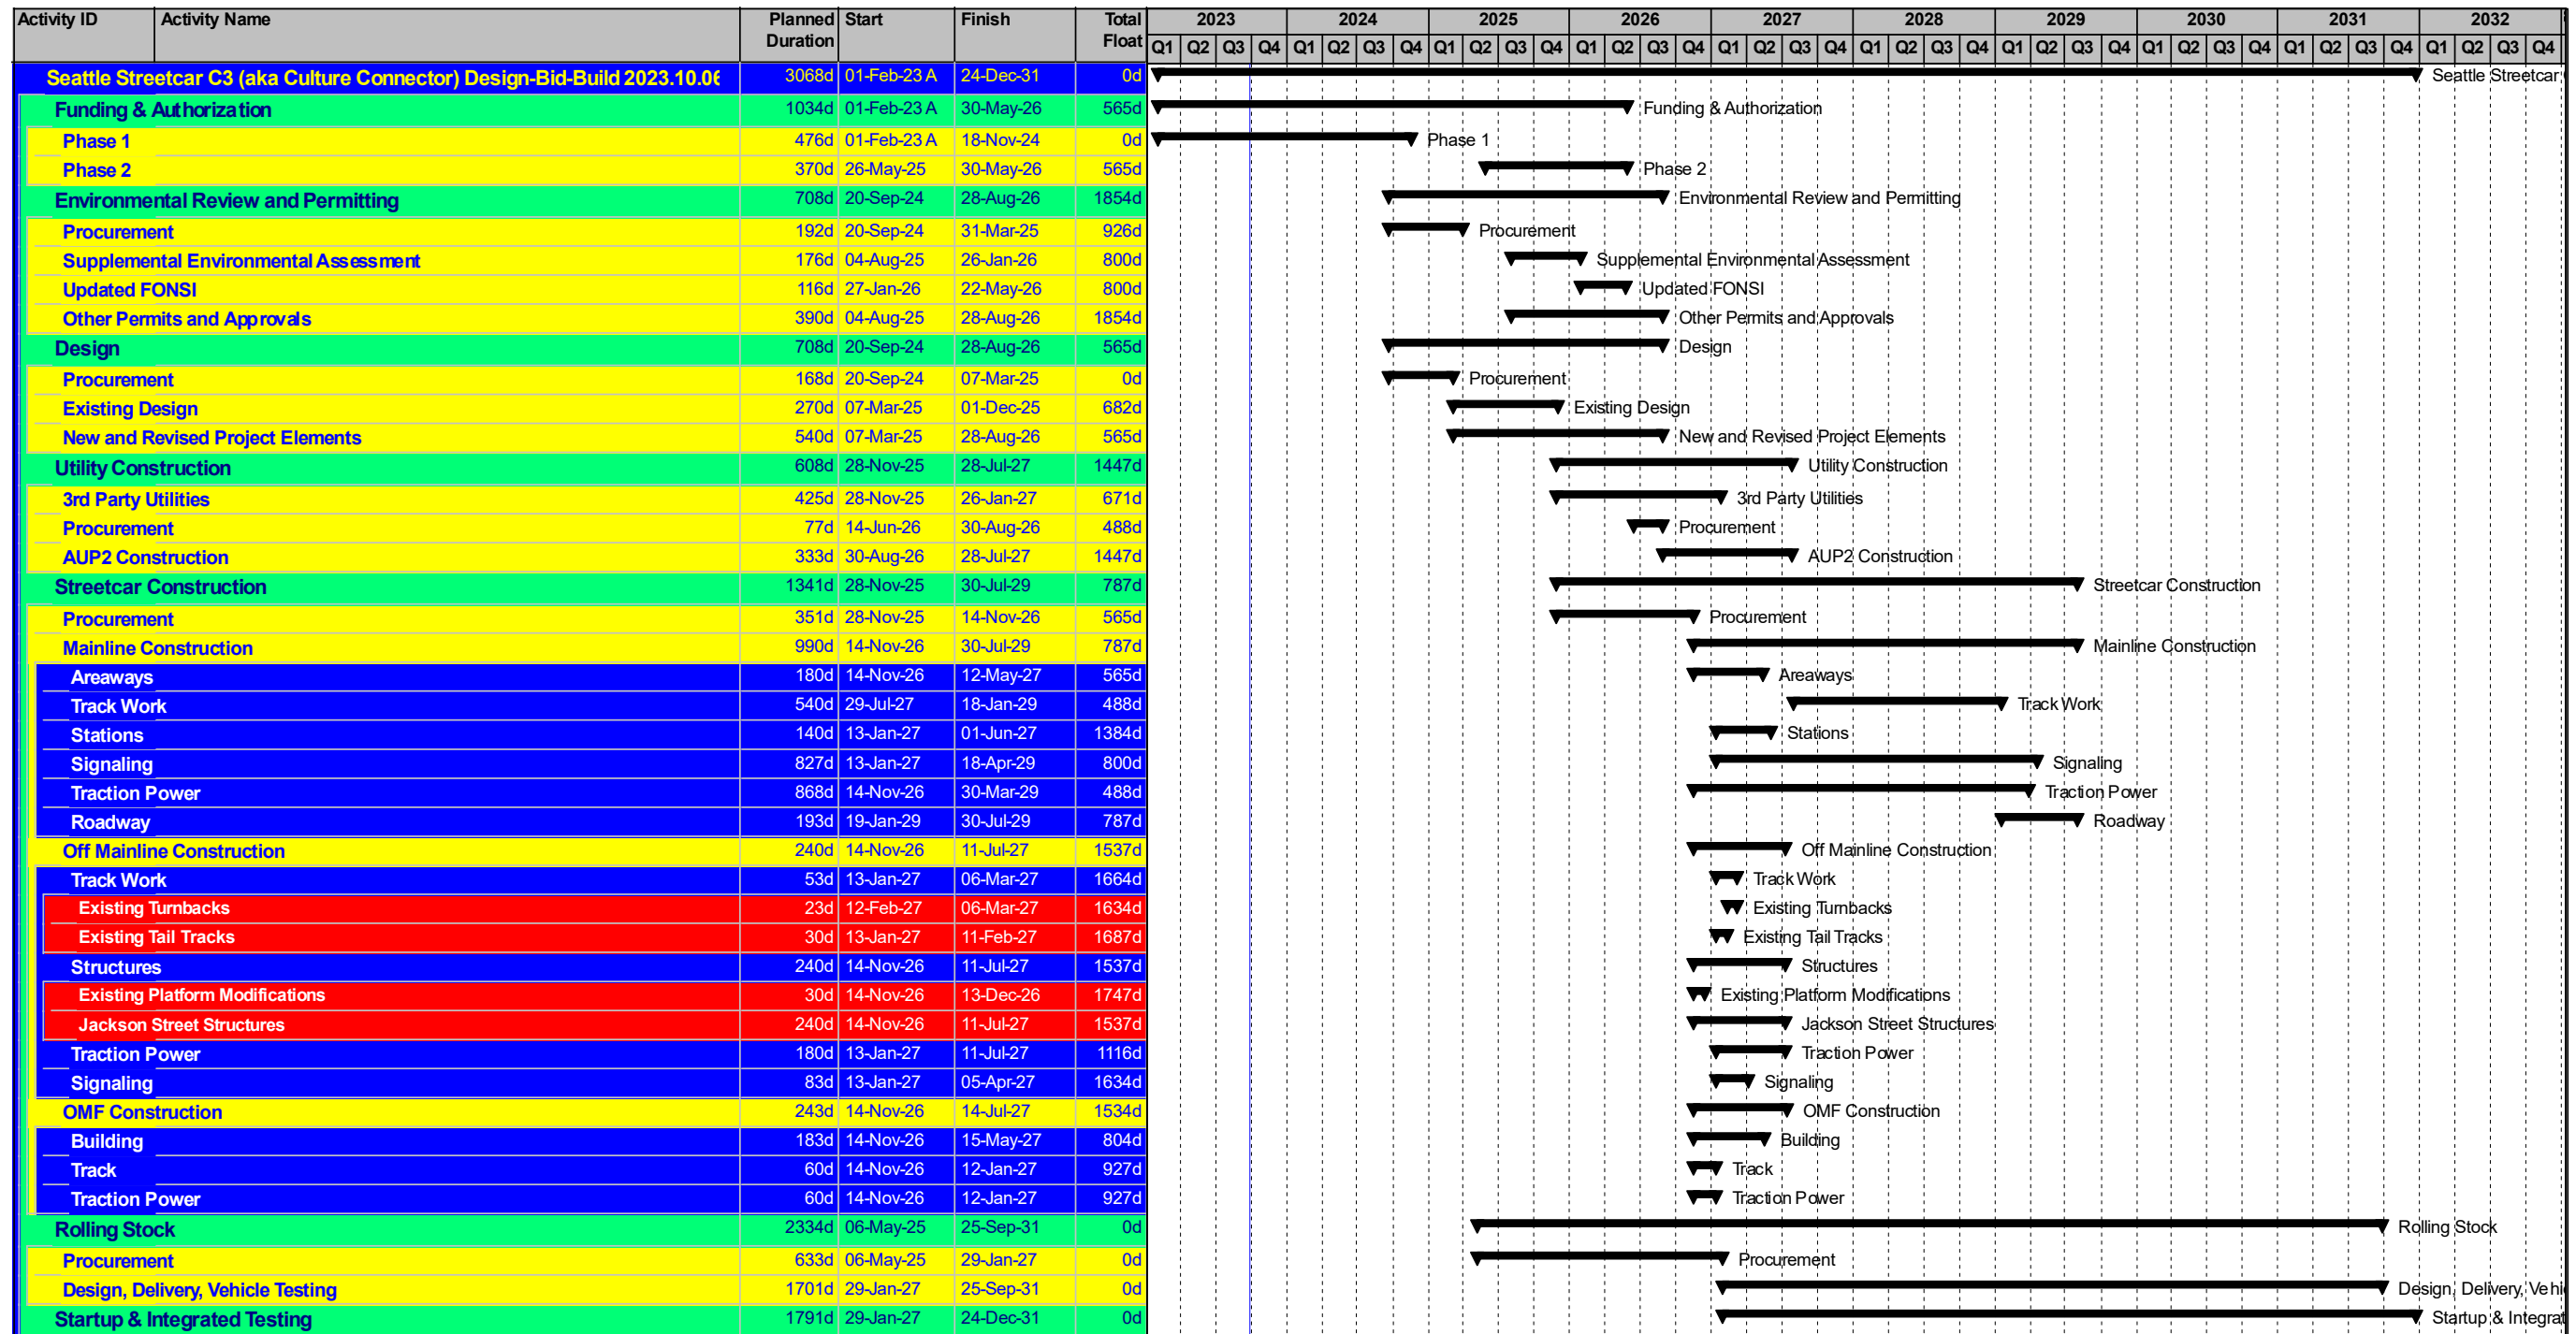 Activity ID Activity Name Planned Duration Start Finish Total Float 2023 2024 2025 2026 2027 2028 2029 2030 2031 2032
Q1 Q2 Q3 Q4 Q1 Q2 Q3 Q4 Q1 Q2 Q3 Q4 Q1 Q2 Q3 Q4 Q1 Q2 Q3 Q4 Q1 Q2 Q3 Q4 Q1 Q2 Q3 Q4 Q1 Q2 Q3 Q4 Q1 Q2 Q3 Q4 Q1 Q2 Q3 Q4
Seattle Streetcar C3 (aka Culture Connector) Design-Bid-Build 2023.10.06 3068d 01-Feb-23 A 24-Dec-31 0d Seattle Streetcar
Funding & Authorization 1034d 01-Feb-23 A 30-May-26 565d Funding & Authorization
Phase 1 476d 01-Feb-23 A 18-Nov-24 0d Phase 1
Phase 2 370d 26-May-25 30-May-26 565d Phase 2
Environmental Review and Permitting 708d 20-Sep-24 28-Aug-26 1854d Environmental Review and Permitting
Procurement 192d 20-Sep-24 31-Mar-25 926d Procurement
Supplemental Environmental Assessment 176d 04-Aug-25 26-Jan-26 800d Supplemental Environmental Assessment
Updated FONSI 116d 27-Jan-26 22-May-26 800d Updated FONSI
Other Permits and Approvals 390d 04-Aug-25 28-Aug-26 1854d Other Permits and Approvals
Design 708d 20-Sep-24 28-Aug-26 565d Design
Procurement 168d 20-Sep-24 07-Mar-25 0d Procurement
Existing Design 270d 07-Mar-25 01-Dec-25 682d Existing Design
New and Revised Project Elements 540d 07-Mar-25 28-Aug-26 565d New and Revised Project Elements
Utility Construction 608d 28-Nov-25 28-Jul-27 1447d Utility Construction
3rd Party Utilities 425d 28-Nov-25 26-Jan-27 671d 3rd Party Utilities
Procurement 77d 14-Jun-26 30-Aug-26 488d Procurement
AUP2 Construction 333d 30-Aug-26 28-Jul-27 1447d AUP2 Construction
Streetcar Construction 1341d 28-Nov-25 30-Jul-29 787d Streetcar Construction
Procurement 351d 28-Nov-25 14-Nov-26 565d Procurement
Mainline Construction 990d 14-Nov-26 30-Jul-29 787d Mainline Construction
Areaways 180d 14-Nov-26 12-May-27 565d Areaways
Track Work 540d 29-Jul-27 18-Jan-29 488d Track Work
Stations 140d 13-Jan-27 01-Jun-27 1384d Stations
Signaling 827d 13-Jan-27 18-Apr-29 800d Signaling
Traction Power 868d 14-Nov-26 30-Mar-29 488d Traction Power
Roadway 193d 19-Jan-29 30-Jul-29 787d Roadway
Off Mainline Construction 240d 14-Nov-26 11-Jul-27 1537d Off Mainline Construction
Track Work 53d 13-Jan-27 06-Mar-27 1664d Track Work
Existing Turnbacks 23d 12-Feb-27 06-Mar-27 1634d Existing Turnbacks
Existing Tail Tracks 30d 13-Jan-27 11-Feb-27 1687d Existing Tail Tracks
Structures 240d 14-Nov-26 11-Jul-27 1537d Structures
Existing Platform Modifications 30d 14-Nov-26 13-Dec-26 1747d Existing Platform Modifications
Jackson Street Structures 240d 14-Nov-26 11-Jul-27 1537d Jackson Street Structures
Traction Power 180d 13-Jan-27 11-Jul-27 1116d Traction Power
Signaling 83d 13-Jan-27 05-Apr-27 1634d Signaling
OMF Construction 243d 14-Nov-26 14-Jul-27 1534d OMF Construction
Building 183d 14-Nov-26 15-May-27 804d Building
Track 60d 14-Nov-26 12-Jan-27 927d Track
Traction Power 60d 14-Nov-26 12-Jan-27 927d Traction Power
Rolling Stock 2334d 06-May-25 25-Sep-31 0d Rolling Stock
Procurement 633d 06-May-25 29-Jan-27 0d Procurement
Design, Delivery, Vehicle Testing 1701d 29-Jan-27 25-Sep-31 0d Design, Delivery, Vehi
Startup & Integrated Testing 1791d 29-Jan-27 24-Dec-31 0d Startup & Integrat